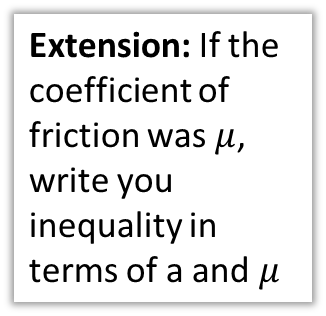 Extension: If the
coefficient of
friction was 𝜇,
write you
inequality in
terms of a and 𝜇